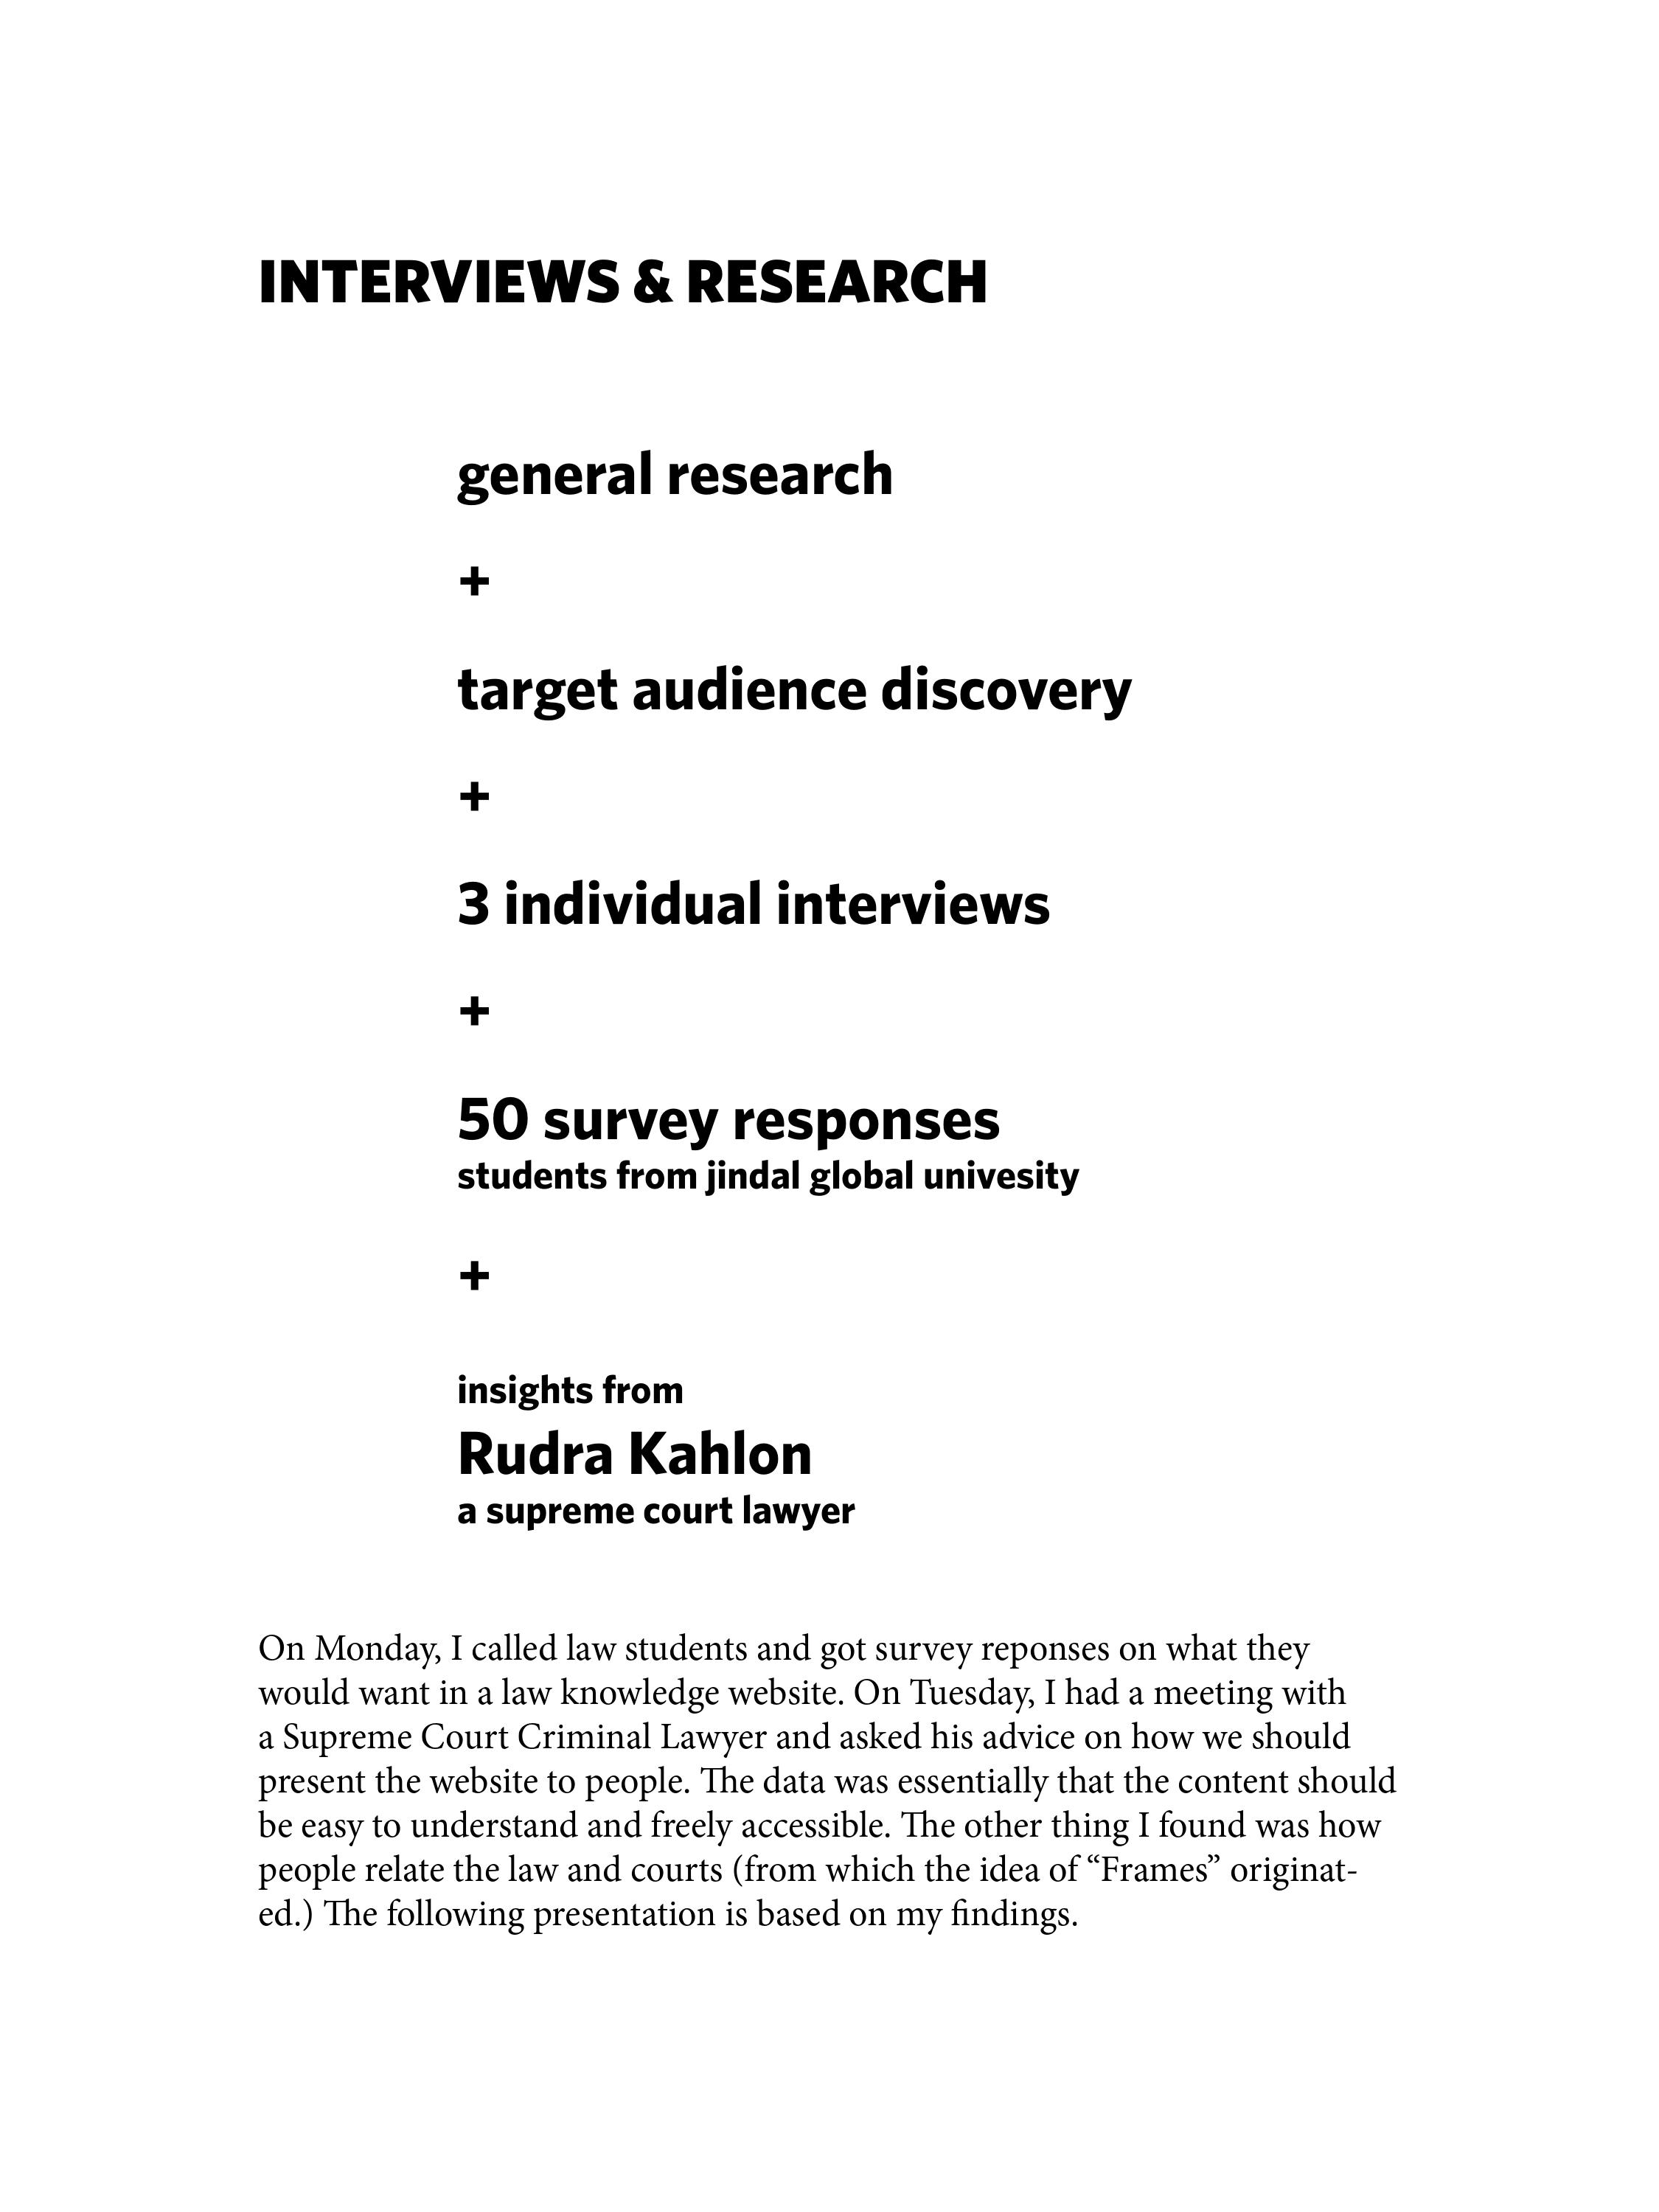 INTERVIEWS & RESEARCH
general research
+
target audience discovery
+
3 individual interviews
+
50 survey responses
students from jindal global univesity
+
insights from
Rudra Kahlon
a supreme court lawyer
On Monday, I called law students and got survey reponses on what they
would want in a law knowledge website. On Tuesday, I had a meeting with
a Supreme Court Criminal Lawyer and asked his advice on how we should
present the website to people. The data was essentially that the content should
be easy to understand and freely accessible. The other thing I found was how
people relate the law and courts (from which the idea of “Frames” originat-
ed.) The following presentation is based on my findings.